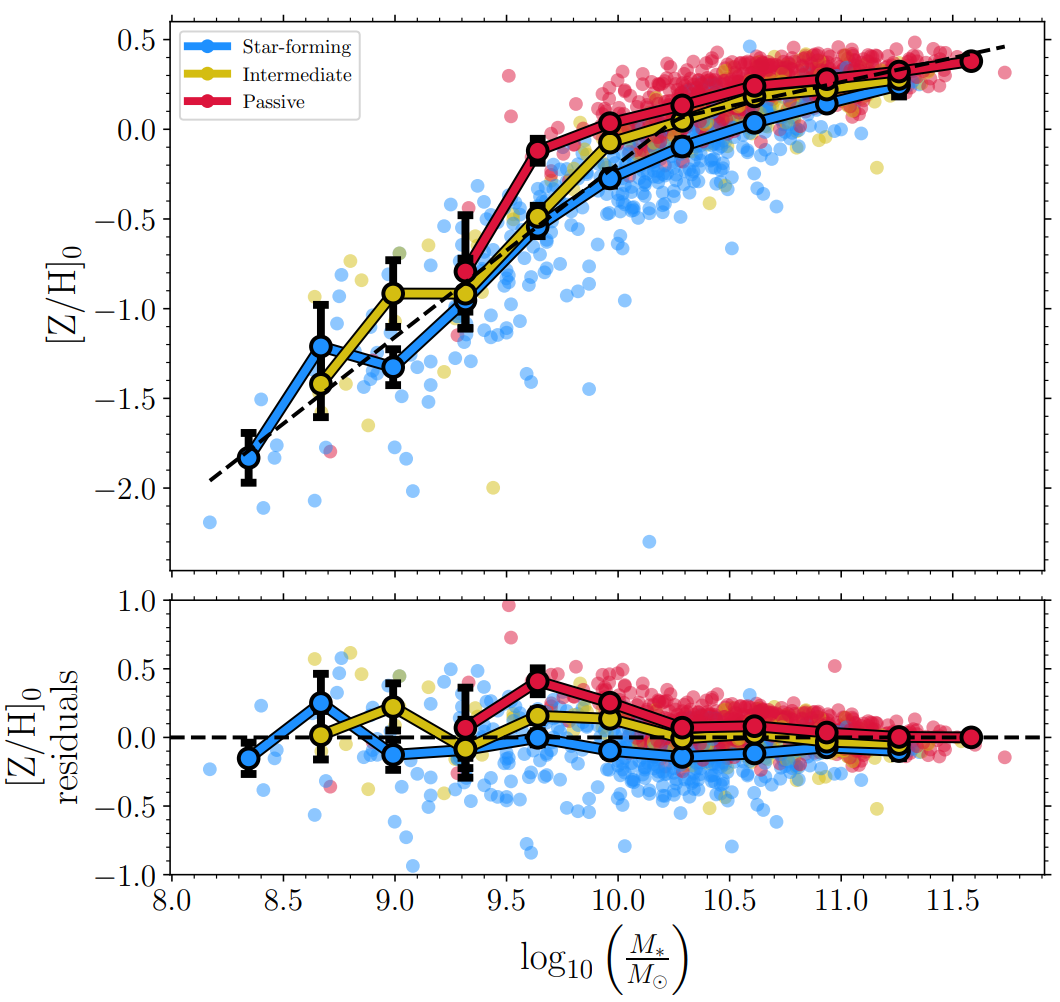 0.5
0.0
−0.5
−1.0
−1.5
−2.0
[Z/H]₀
Star-forming
Intermediate
Passive
1.0
0.5
0.0
−0.5
−1.0
[Z/H]₀
residuals
8.0 8.5 9.0 9.5 10.0 10.5 11.0 11.5
log₁₀ (M∗/M⊙)